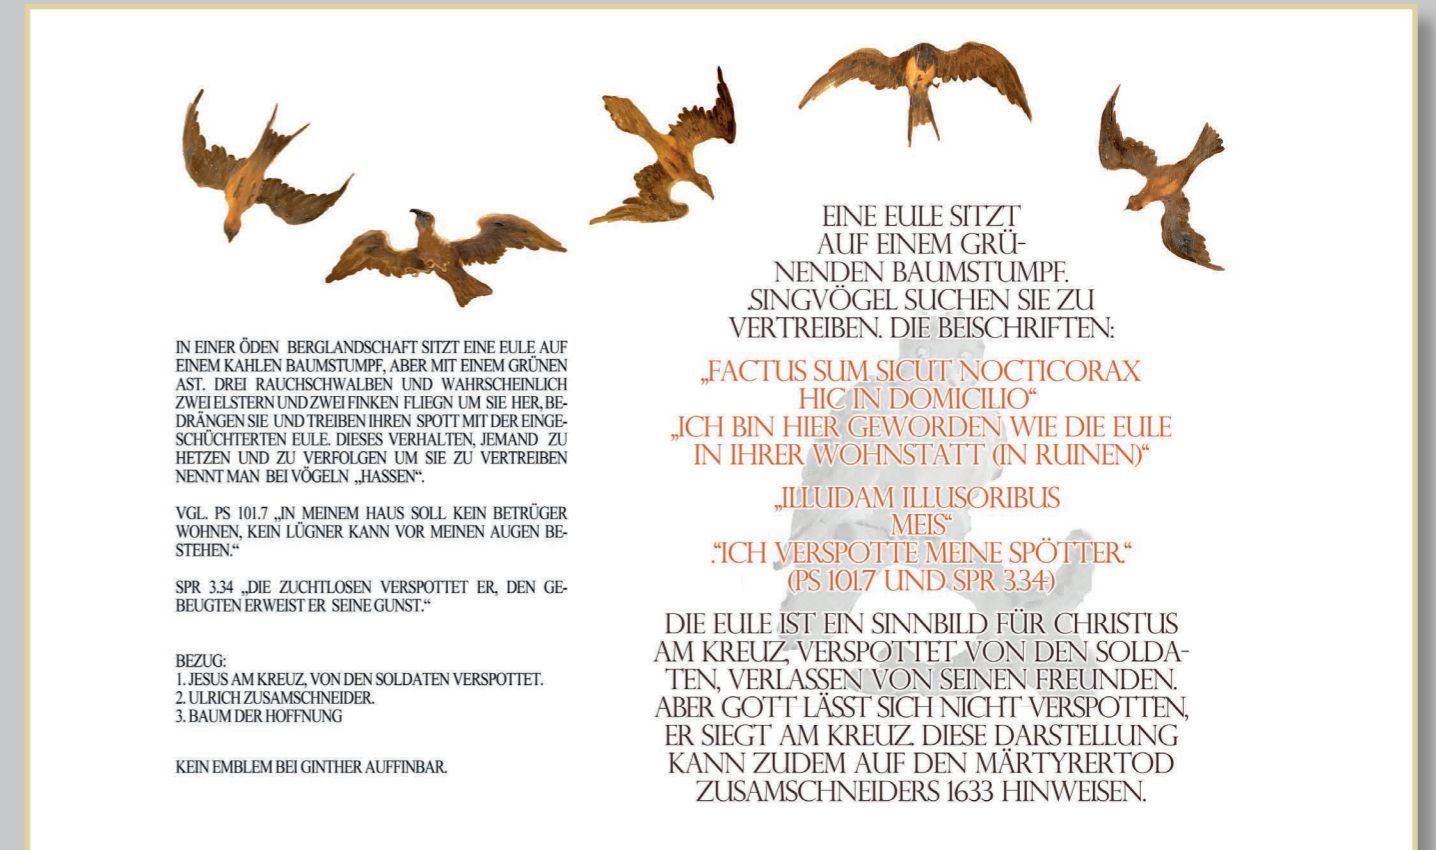 IN EINER ÖDEN BERGLANDSCHAFT SITZT EINE EULE AUF
EINEM KAHLEN BAUMSTUMPF, ABER MIT EINEM GRÜNEN
AST. DREI RAUCHSCHWALBEN UND WAHRSCHEINLICH
ZWEI ELSTERN UND ZWEI FINKEN FLIEGN UM SIE HER, BE-
DRÄNGEN SIE UND TREIBEN IHREN SPOTT MIT DER EINGE-
SCHÜCHTERTEN EULE. DIESES VERHALTEN, JEMAND ZU
HETZEN UND ZU VERFOLGEN UM SIE ZU VERTREIBEN
NENNT MAN BEI VÖGELN „HASSEN“.
VGL. PS 101.7 „IN MEINEM HAUS SOLL KEIN BETRÜGER
WOHNEN, KEIN LÜGNER KANN VOR MEINEN AUGEN BE-
STEHEN.“
SPR 3.34 „DIE ZUCHTLOSEN VERSPOTTET ER, DEN GE-
BEUGTEN ERWEIST ER SEINE GUNST.“
BEZUG:
1. JESUS AM KREUZ, VON DEN SOLDATEN VERSPOTTET.
2. ULRICH ZUSAMSCHNEIDER.
3. BAUM DER HOFFNUNG
KEIN EMBLEM BEI GINTHER AUFFINBAR.
EINE EULE SITZT
AUF EINEM GRÜ-
NENDEN BAUMSTUMPF.
.SINGVÖGEL SUCHEN SIE ZU
VERTREIBEN. DIE BEISCHRIFTEN:
„FACTUS SUM SICUT NOCTICORAX
HIC IN DOMICILIO“
„ICH BIN HIER GEWORDEN WIE DIE EULE
IN IHRER WOHNSTATT (IN RUINEN)“
„ILLUDAM ILLUSORIBUS
MEIS“
.“ICH VERSPOTTE MEINE SPÖTTER.“
(PS 101.7 UND SPR 3.34)
DIE EULE IST EIN SINNBILD FÜR CHRISTUS
AM KREUZ, VERSPOTTET VON DEN SOLDA-
TEN, VERLASSEN VON SEINEN FREUNDEN.
ABER GOTT LÄSST SICH NICHT VERSPOTTEN,
ER SIEGT AM KREUZ. DIESE DARSTELLUNG
KANN ZUDEM AUF DEN MÄRTYRERTOD
ZUSAMSCHNEIDERS 1633 HINWEISEN.